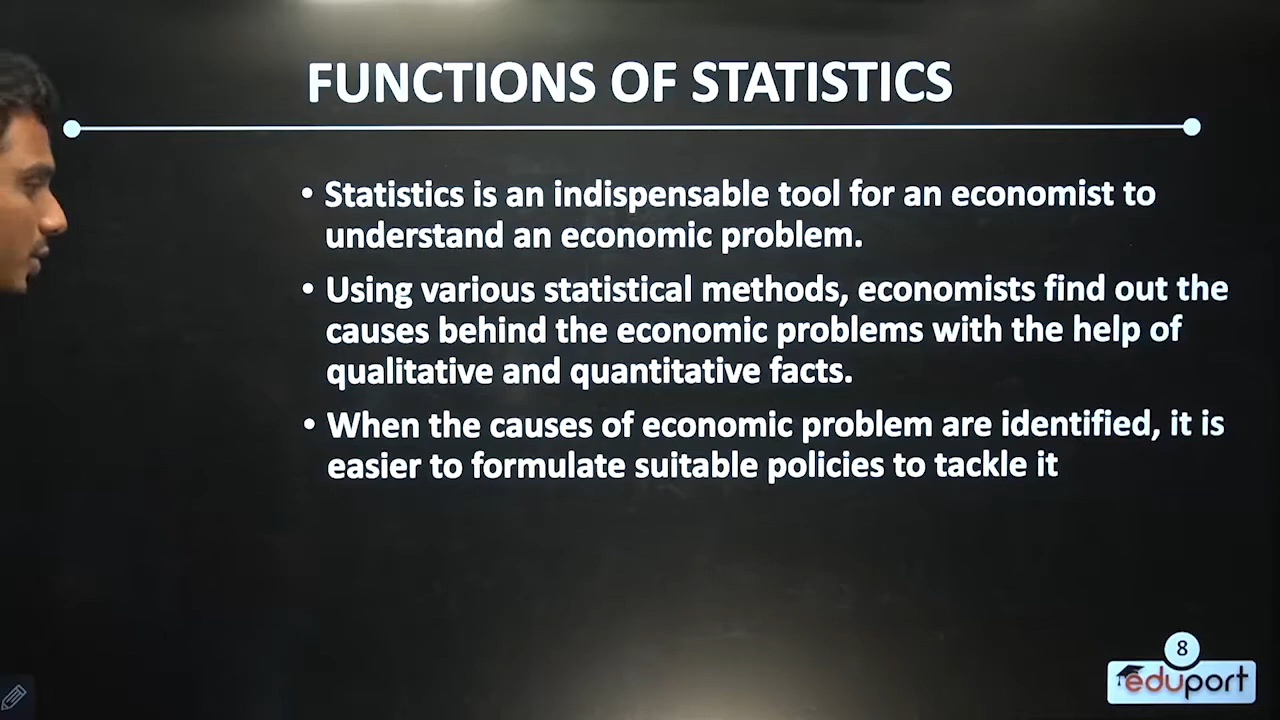 FUNCTIONS OF STATISTICS
• Statistics is an indispensable tool for an economist to
understand an economic problem.
• Using various statistical methods, economists find out the
causes behind the economic problems with the help of
qualitative and quantitative facts.
• When the causes of economic problem are identified, it is
easier to formulate suitable policies to tackle it
8
eduport